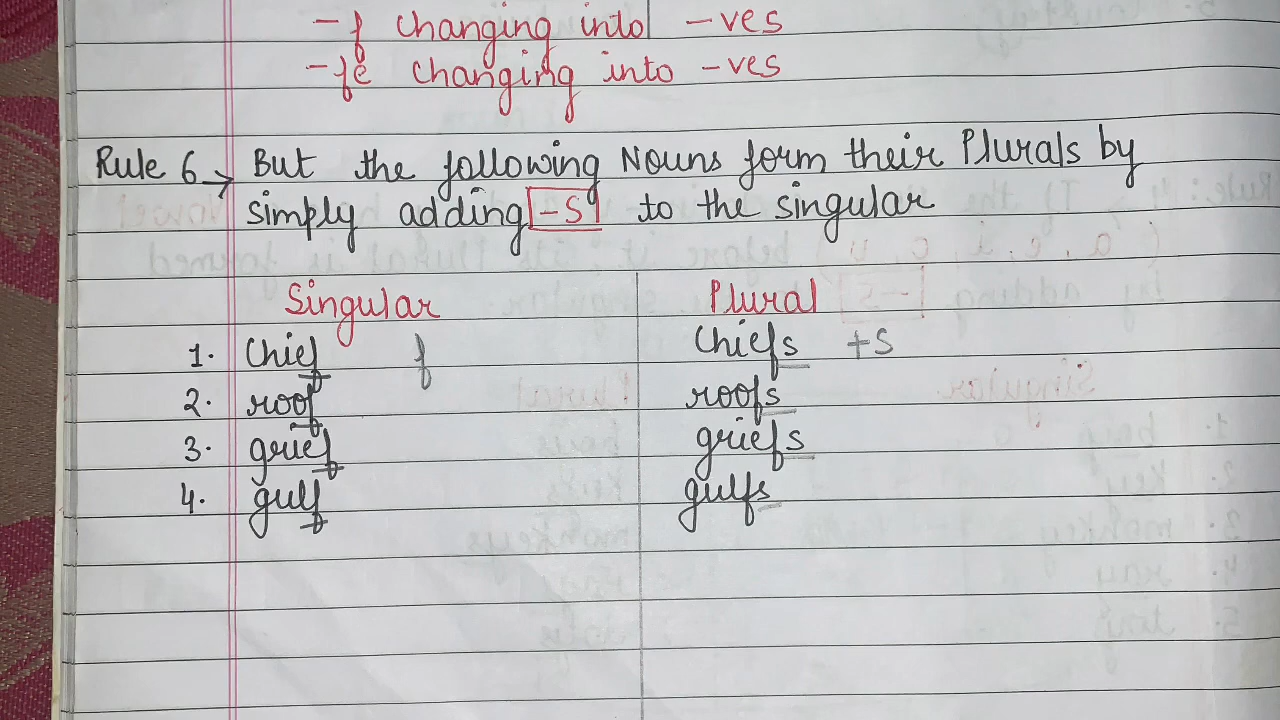 -f changing into -ves
-fe changing into -ves
Rule 6→ But the following Nouns form their Plurals by
simply adding -s to the singular
Singular Plural
1. Chief f Chiefs +s
2. roof roofs
3. grief griefs
4. gulf gulfs